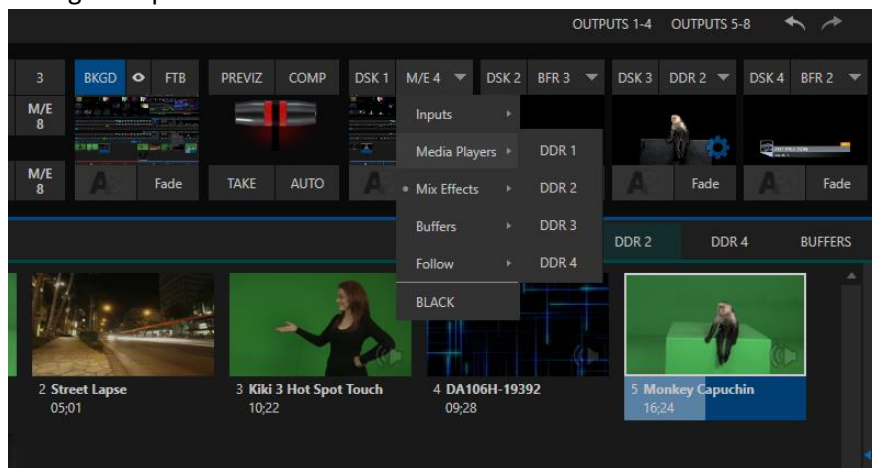 OUTPUTS 1-4 OUTPUTS 5-8
3 BKGD FTB PREVIZ COMP DSK 1 M/E 4 DSK 2 BFR 3 DSK 3 DDR 2 DSK 4 BFR 2
M/E
8
Inputs
Media Players DDR 1
M/E
8
Fade TAKE AUTO Mix Effects DDR 2 Fade Fade
Buffers DDR 3
DDR 2 DDR 4 BUFFERS
Follow DDR 4
BLACK
2 Street Lapse 3 Kiki 3 Hot Spot Touch 4 DA106H-19392 5 Monkey Capuchin
05;01 10;22 09;28 16;24